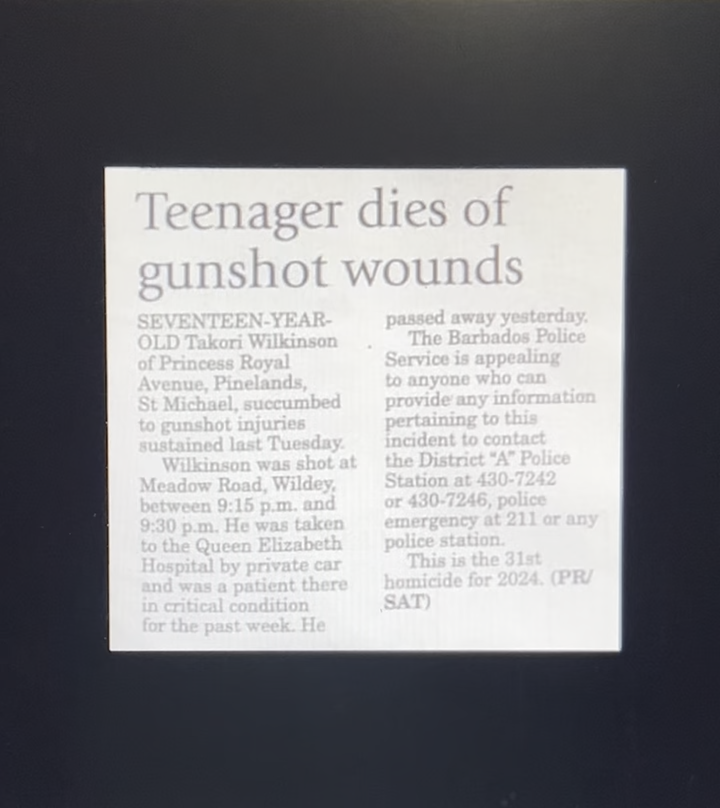 Teenager dies of
gunshot wounds
SEVENTEEN-YEAR-
OLD Takori Wilkinson
of Princess Royal
Avenue, Pinelands,
St Michael, succumbed
to gunshot injuries
sustained last Tuesday.
Wilkinson was shot at
Meadow Road, Wildey,
between 9:15 p.m. and
9:30 p.m. He was taken
to the Queen Elizabeth
Hospital by private car
and was a patient there
in critical condition
for the past week. He
passed away yesterday.
The Barbados Police
Service is appealing
to anyone who can
provide any information
pertaining to this
incident to contact
the District "A" Police
Station at 430-7242
or 430-7246, police
emergency at 211 or any
police station.
This is the 31st
homicide for 2024. (PR/
SAT)